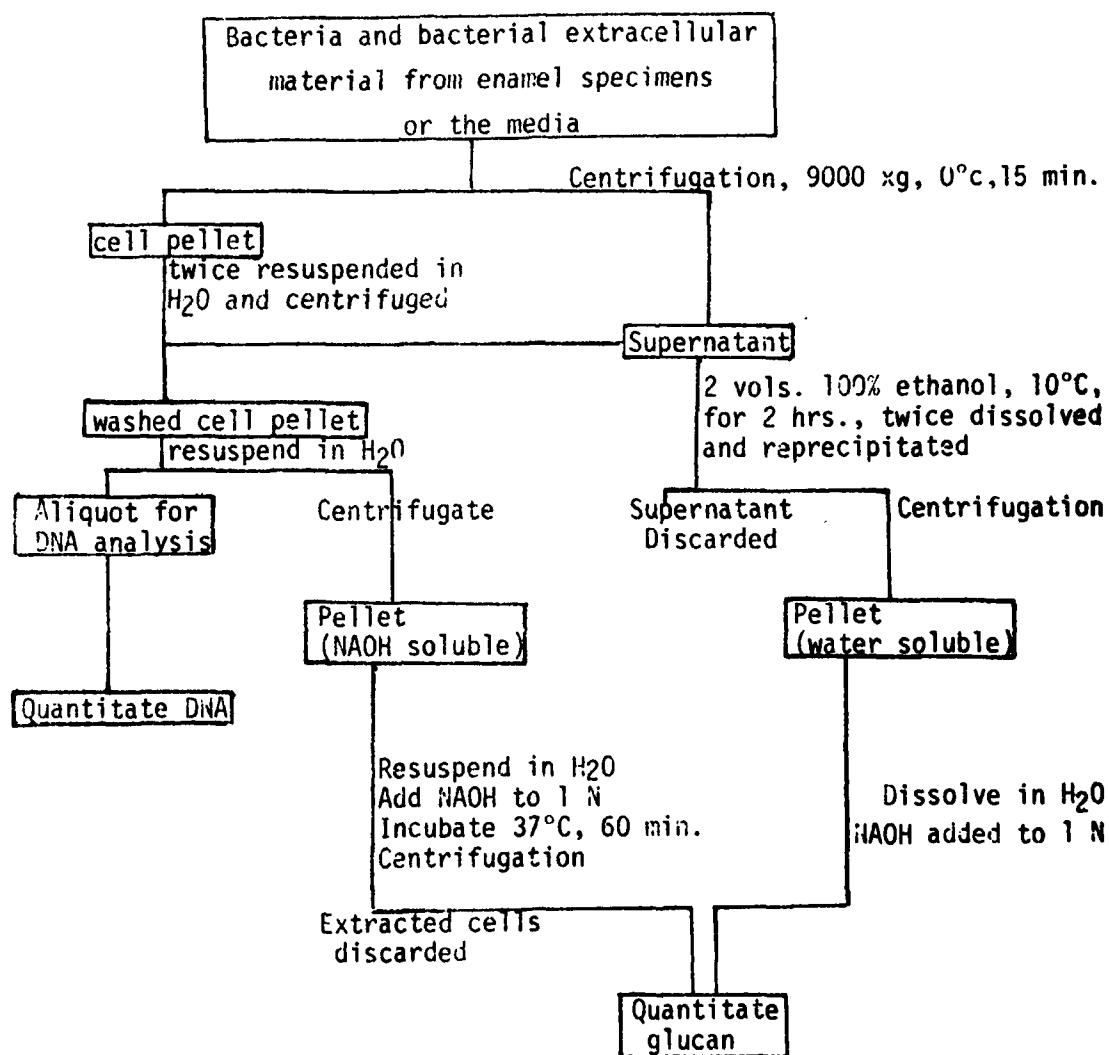 Bacteria and bacterial extracellular
material from enamel specimens
or the media
Centrifugation, 9000 xg, 0°c,15 min.
cell pellet
twice resuspended in
H2O and centrifuged
Supernatant
2 vols. 100% ethanol, 10°C,
for 2 hrs., twice dissolved
and reprecipitated
washed cell pellet
resuspend in H2O
Aliquot for
DNA analysis
Centrifugate
Supernatant
Discarded
Centrifugation
Pellet
(NAOH soluble)
Pellet
(water soluble)
Quantitate DNA
Resuspend in H2O
Add NAOH to 1 N
Incubate 37°C, 60 min.
Centrifugation
Dissolve in H2O
NAOH added to 1 N
Extracted cells
discarded
Quantitate
glucan